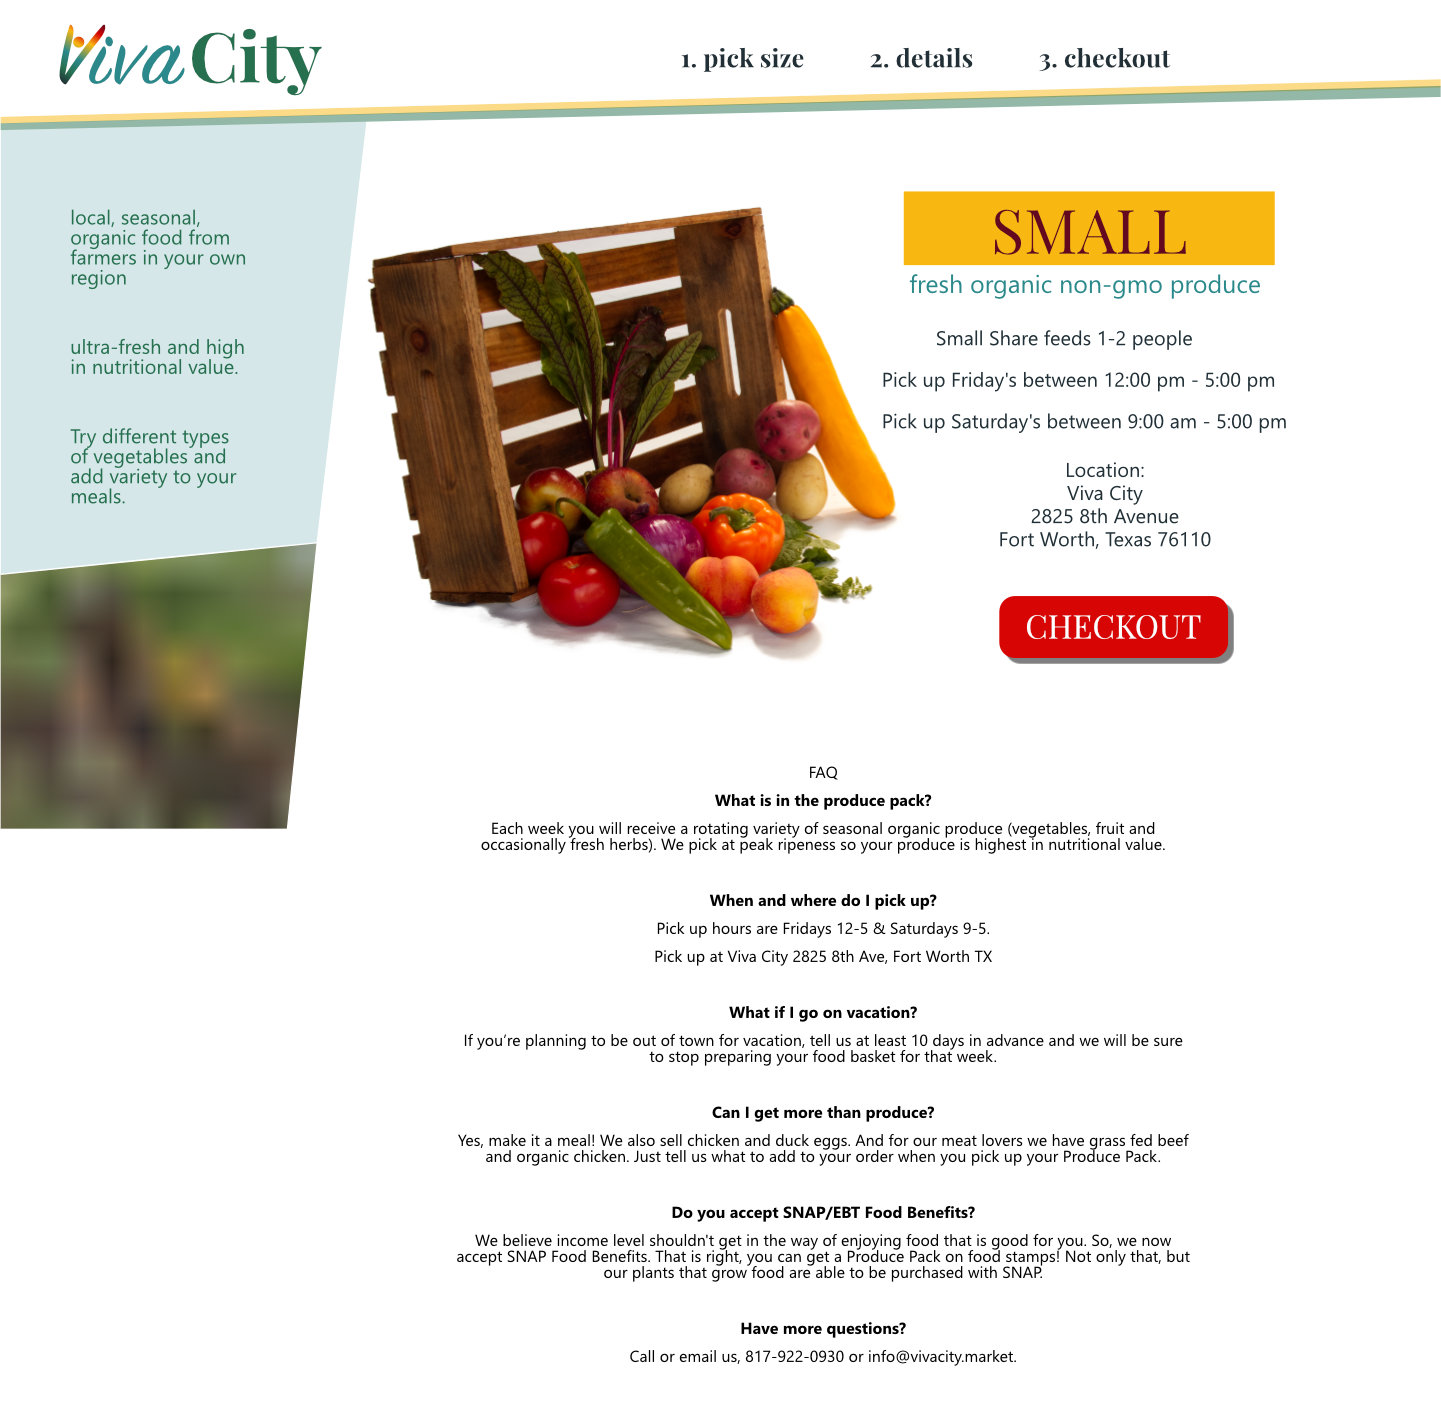 Viva City
1. pick size
2. details
3. checkout
local, seasonal,
organic food from
farmers in your own
region
ultra-fresh and high
in nutritional value.
Try different types
of vegetables and
add variety to your
meals.
SMALL
fresh organic non-gmo produce
Small Share feeds 1-2 people
Pick up Friday's between 12:00 pm - 5:00 pm
Pick up Saturday's between 9:00 am - 5:00 pm
Location:
Viva City
2825 8th Avenue
Fort Worth, Texas 76110
CHECKOUT
FAQ
What is in the produce pack?
Each week you will receive a rotating variety of seasonal organic produce (vegetables, fruit and
occasionally fresh herbs). We pick at peak ripeness so your produce is highest in nutritional value.
When and where do I pick up?
Pick up hours are Fridays 12-5 & Saturdays 9-5.
Pick up at Viva City 2825 8th Ave, Fort Worth TX
What if I go on vacation?
If you’re planning to be out of town for vacation, tell us at least 10 days in advance and we will be sure
to stop preparing your food basket for that week.
Can I get more than produce?
Yes, make it a meal! We also sell chicken and duck eggs. And for our meat lovers we have grass fed beef
and organic chicken. Just tell us what to add to your order when you pick up your Produce Pack.
Do you accept SNAP/EBT Food Benefits?
We believe income level shouldn't get in the way of enjoying food that is good for you. So, we now
accept SNAP Food Benefits. That is right, you can get a Produce Pack on food stamps! Not only that, but
our plants that grow food are able to be purchased with SNAP.
Have more questions?
Call or email us, 817-922-0930 or info@vivacity.market.